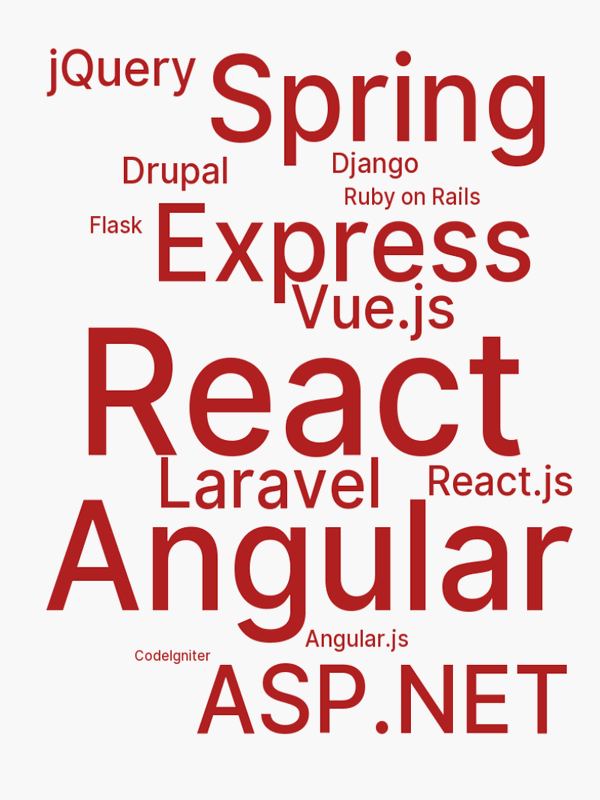 jQuery
Spring
Drupal
Django
Ruby on Rails
Flask
Express
Vue.js
React
Laravel
React.js
Angular
Angular.js
CodeIgniter
ASP.NET